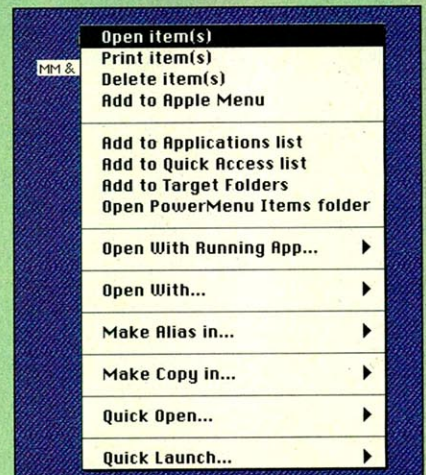 Open item(s)
Print item(s)
MM &
Delete item(s)
Add to Apple Menu
Add to Applications list
Add to Quick Access list
Add to Target Folders
Open PowerMenu Items folder
Open With Running App...
Open With...
Make Alias in...
Make Copy in...
Quick Open...
Quick Launch...